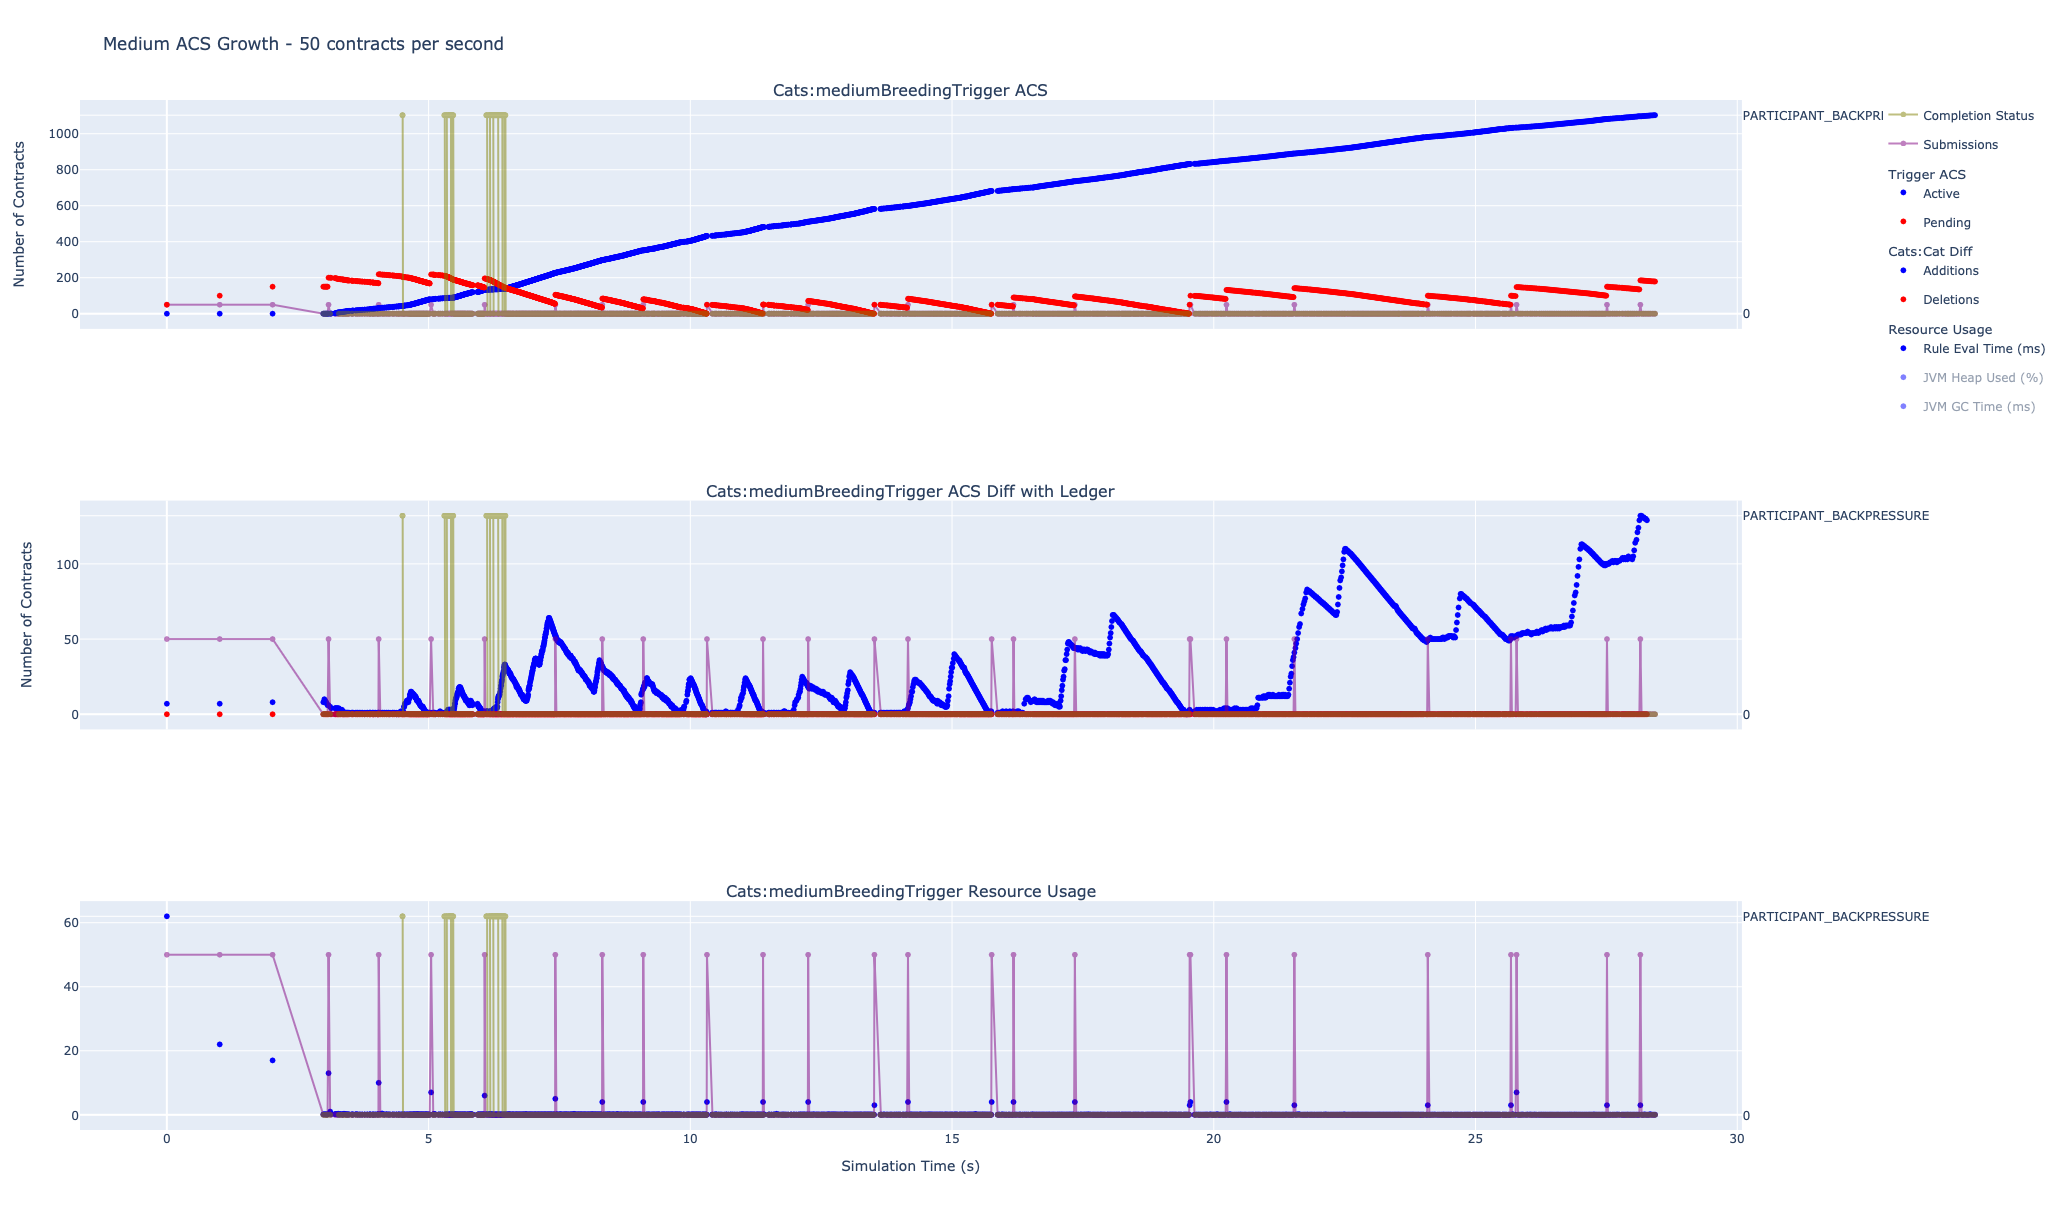 Medium ACS Growth - 50 contracts per second
Cats:mediumBreedingTrigger ACS
Number of Contracts
1000
800
600
400
200
0
PARTICIPANT_BACKPRI
0
Completion Status
Submissions
Trigger ACS
Active
Pending
Cats:Cat Diff
Additions
Deletions
Resource Usage
Rule Eval Time (ms)
JVM Heap Used (%)
JVM GC Time (ms)
Cats:mediumBreedingTrigger ACS Diff with Ledger
Number of Contracts
100
50
0
PARTICIPANT_BACKPRESSURE
0
Cats:mediumBreedingTrigger Resource Usage
60
40
20
0
PARTICIPANT_BACKPRESSURE
0
0 5 10 15 20 25 30
Simulation Time (s)